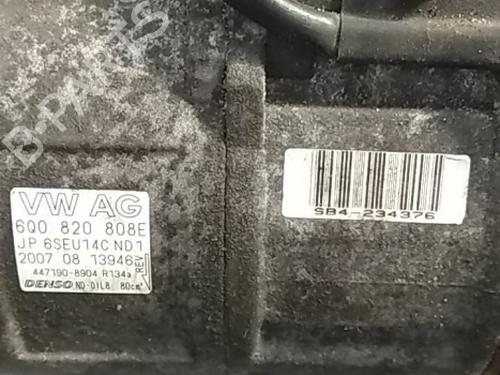 B-PARTS
VW AG
6Q0 820 808E
JP 6SEU14C ND1
2007 08 13946
REV
447190-8904 R134a
DENSO ND-OIL8 80cm³
SB4-234376